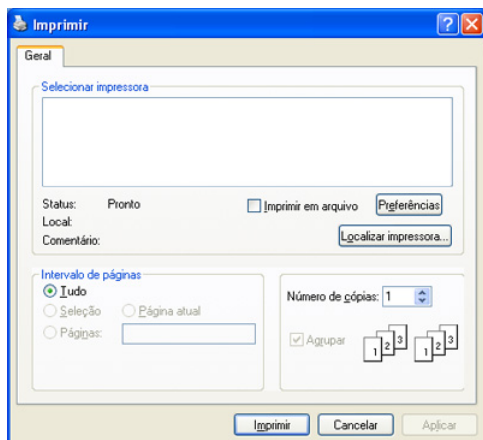 Imprimir
Geral
Selecionar impressora
Status: Pronto
Imprimir em arquivo
Preferências
Local:
Comentário:
Localizar impressora...
Intervalo de páginas
Tudo
Seleção
Página atual
Páginas:
Número de cópias: 1
Agrupar
1 2 3 1 2 3
Imprimir
Cancelar
Aplicar